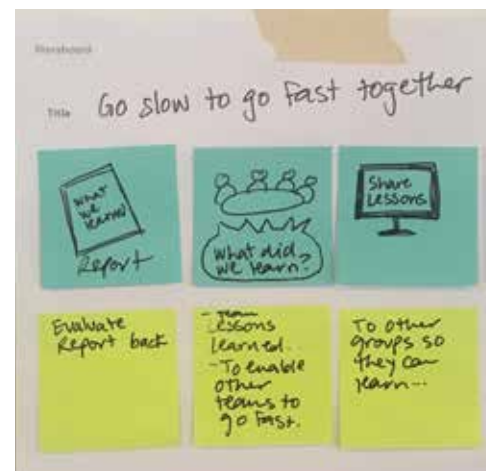 Storyboard
Title Go slow to go fast together
what
we
learned
Report
what did
we learn?
Share
Lessons
Evaluate
Report back
- Team
Lessons
learned.
- To enable
other
teams to
go fast.
To other
groups so
they can
learn...